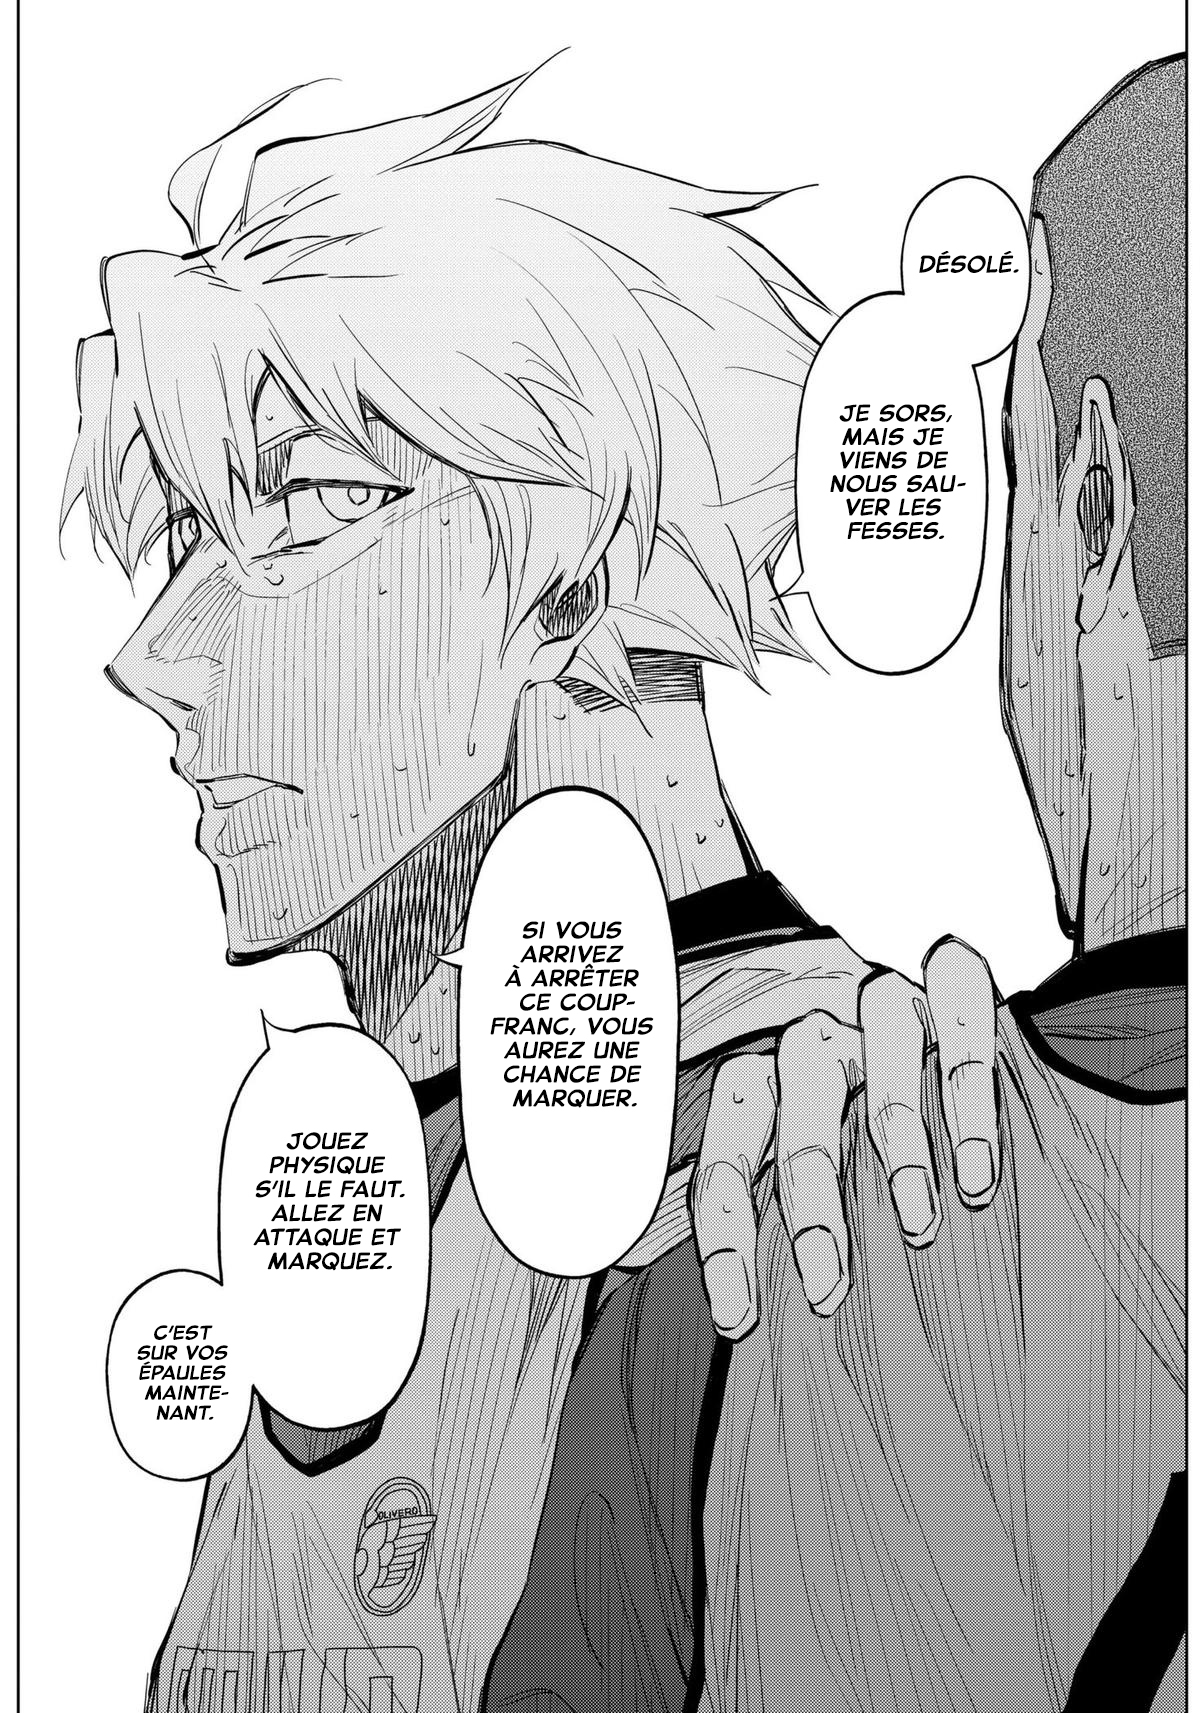 DÉSOLÉ.
JE SORS,
MAIS JE
VIENS DE
NOUS SAU-
VER LES
FESSES.
SI VOUS
ARRIVEZ
À ARRÊTER
CE COUP-
FRANC, VOUS
AUREZ UNE
CHANCE DE
MARQUER.
JOUEZ
PHYSIQUE
S'IL LE FAUT.
ALLEZ EN
ATTAQUE ET
MARQUEZ.
C'EST
SUR VOS
ÉPAULES
MAINTE-
NANT.
OLIVERO